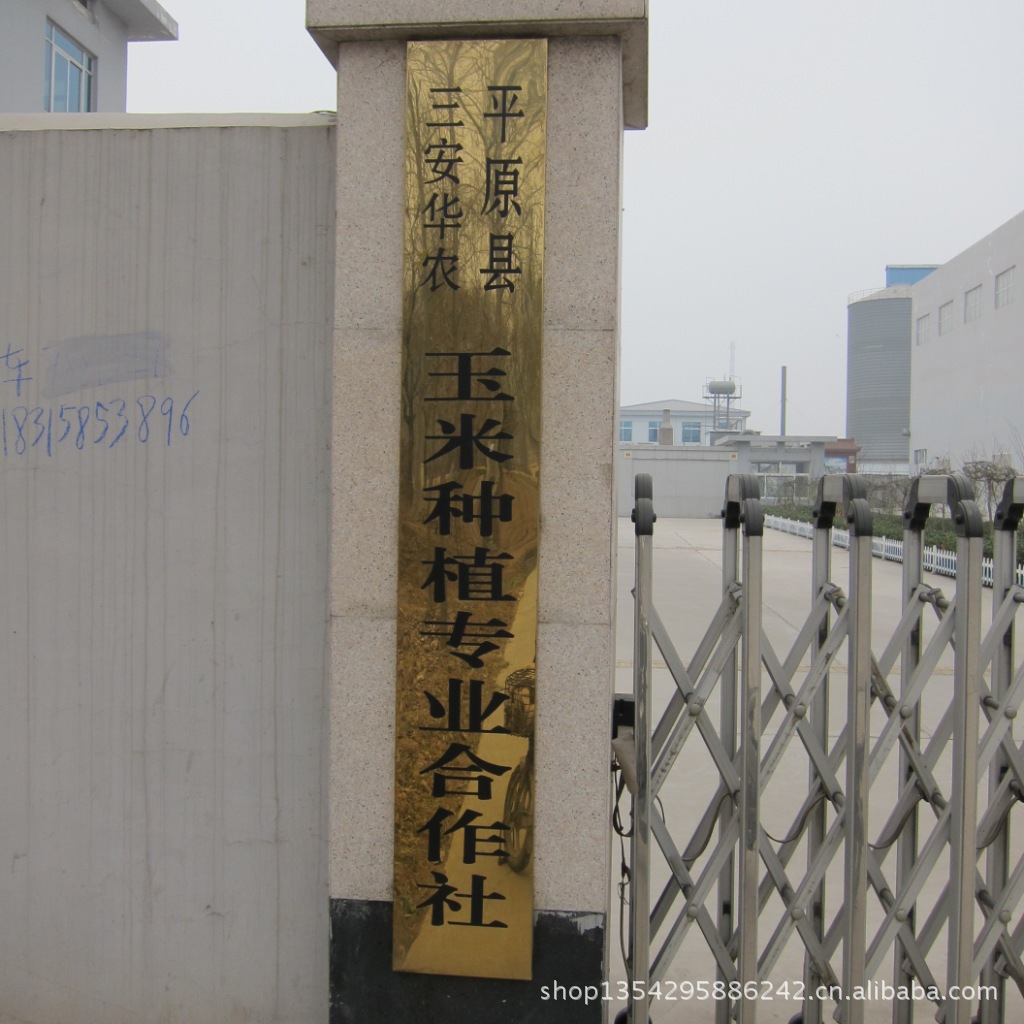 平原县
三安华农
玉米种植专业合作社
车
18315853896
shop1354295886242.cn.alibaba.com